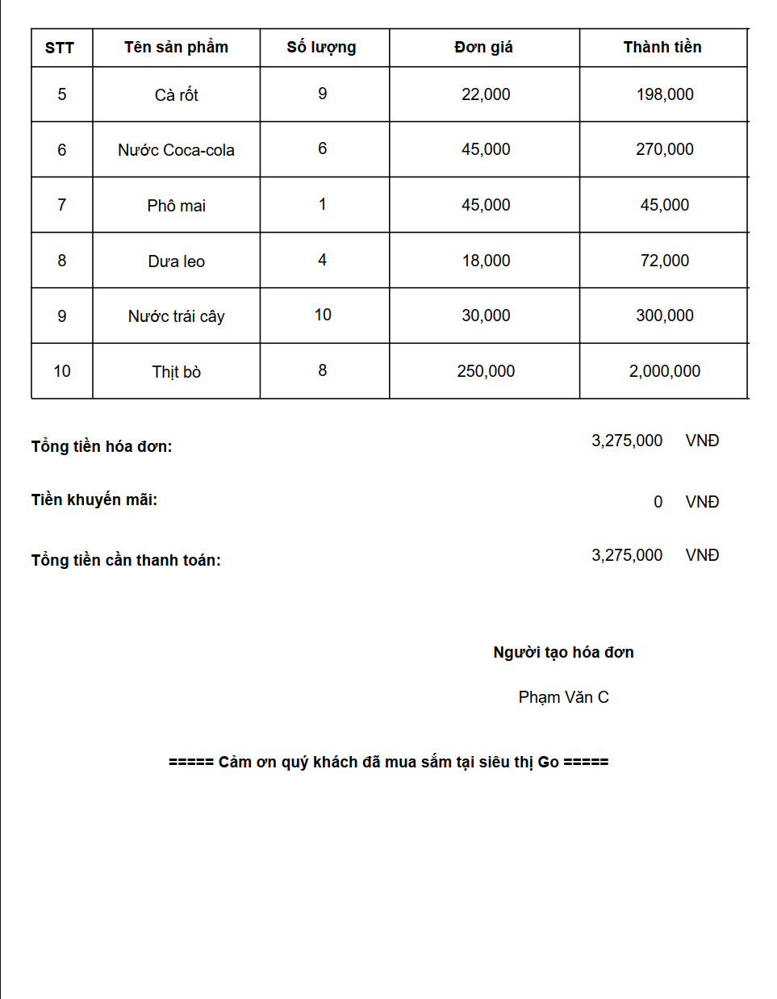 STT Tên sản phẩm Số lượng Đơn giá Thành tiền
5 Cà rốt 9 22,000 198,000
6 Nước Coca-cola 6 45,000 270,000
7 Phô mai 1 45,000 45,000
8 Dưa leo 4 18,000 72,000
9 Nước trái cây 10 30,000 300,000
10 Thịt bò 8 250,000 2,000,000
Tổng tiền hóa đơn: 3,275,000 VNĐ
Tiền khuyến mãi: 0 VNĐ
Tổng tiền cần thanh toán: 3,275,000 VNĐ
Người tạo hóa đơn
Phạm Văn C
===== Cảm ơn quý khách đã mua sắm tại siêu thị Go =====